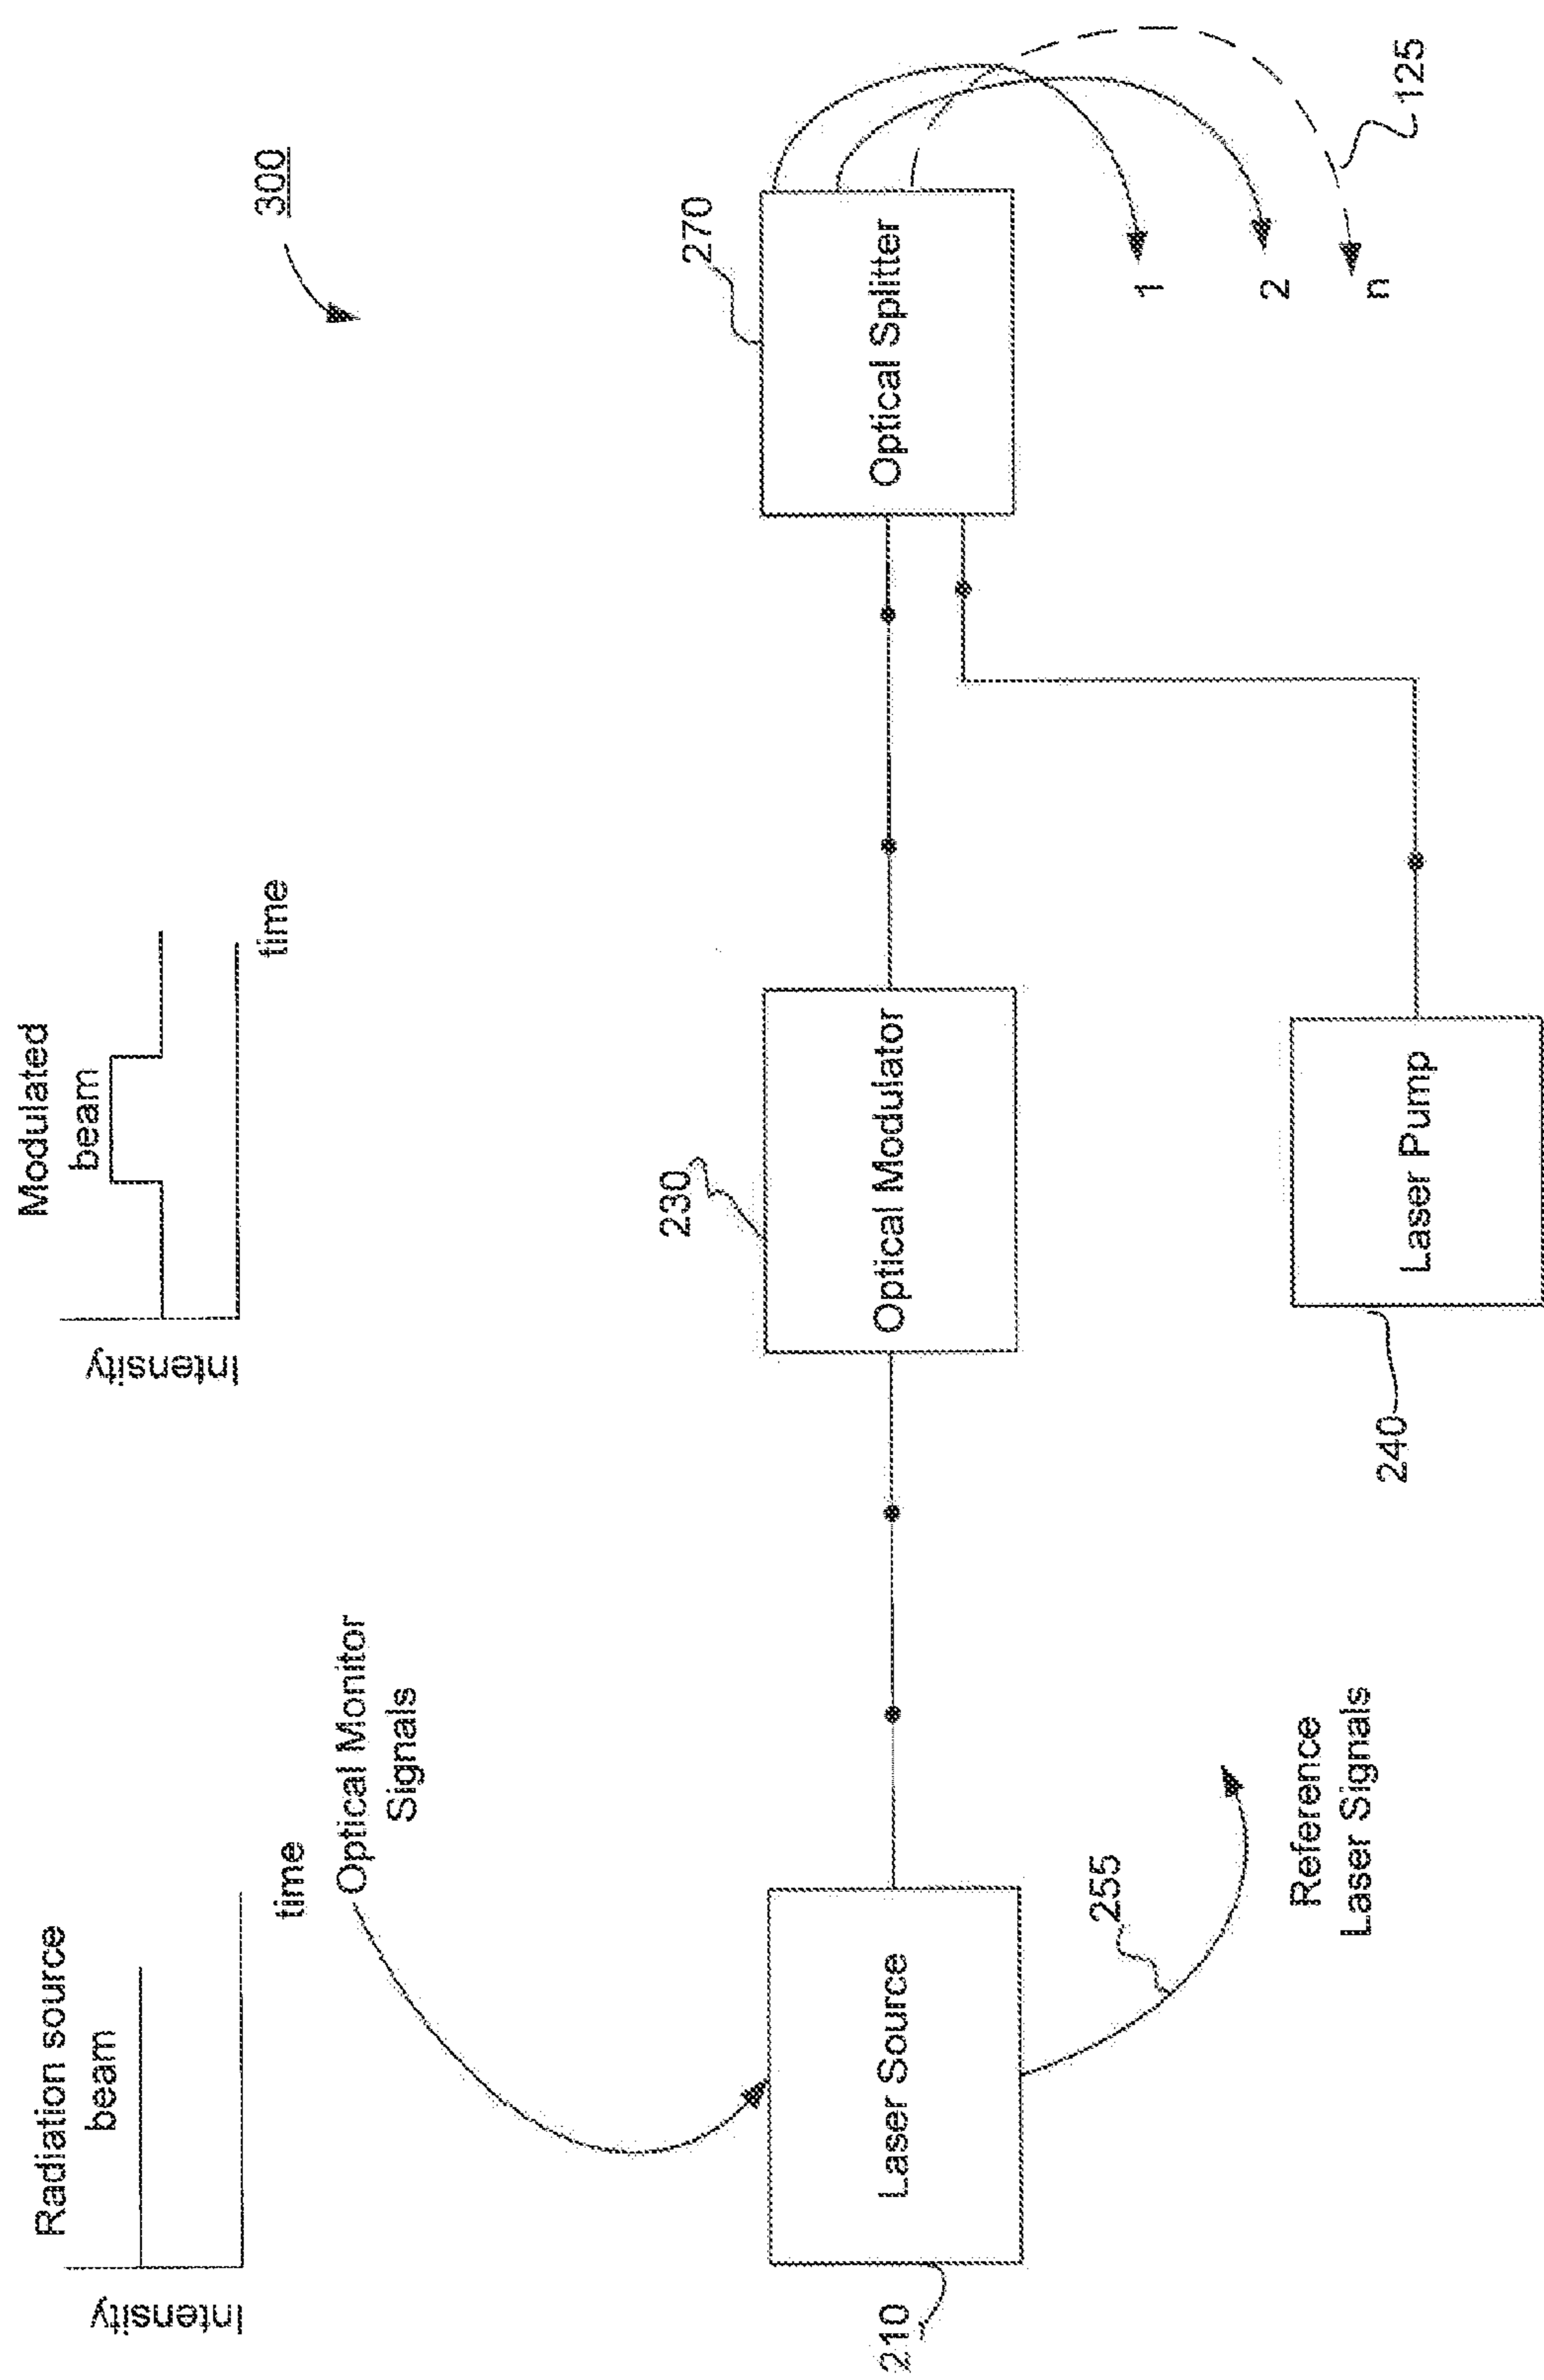 300
Radiation source
beam
Intensity
time
Modulated
beam
Intensity
time
Optical Monitor
Signals
210
Laser Source
255
Reference
Laser Signals
230
Optical Modulator
240
Laser Pump
270
Optical Splitter
1
2
n
125